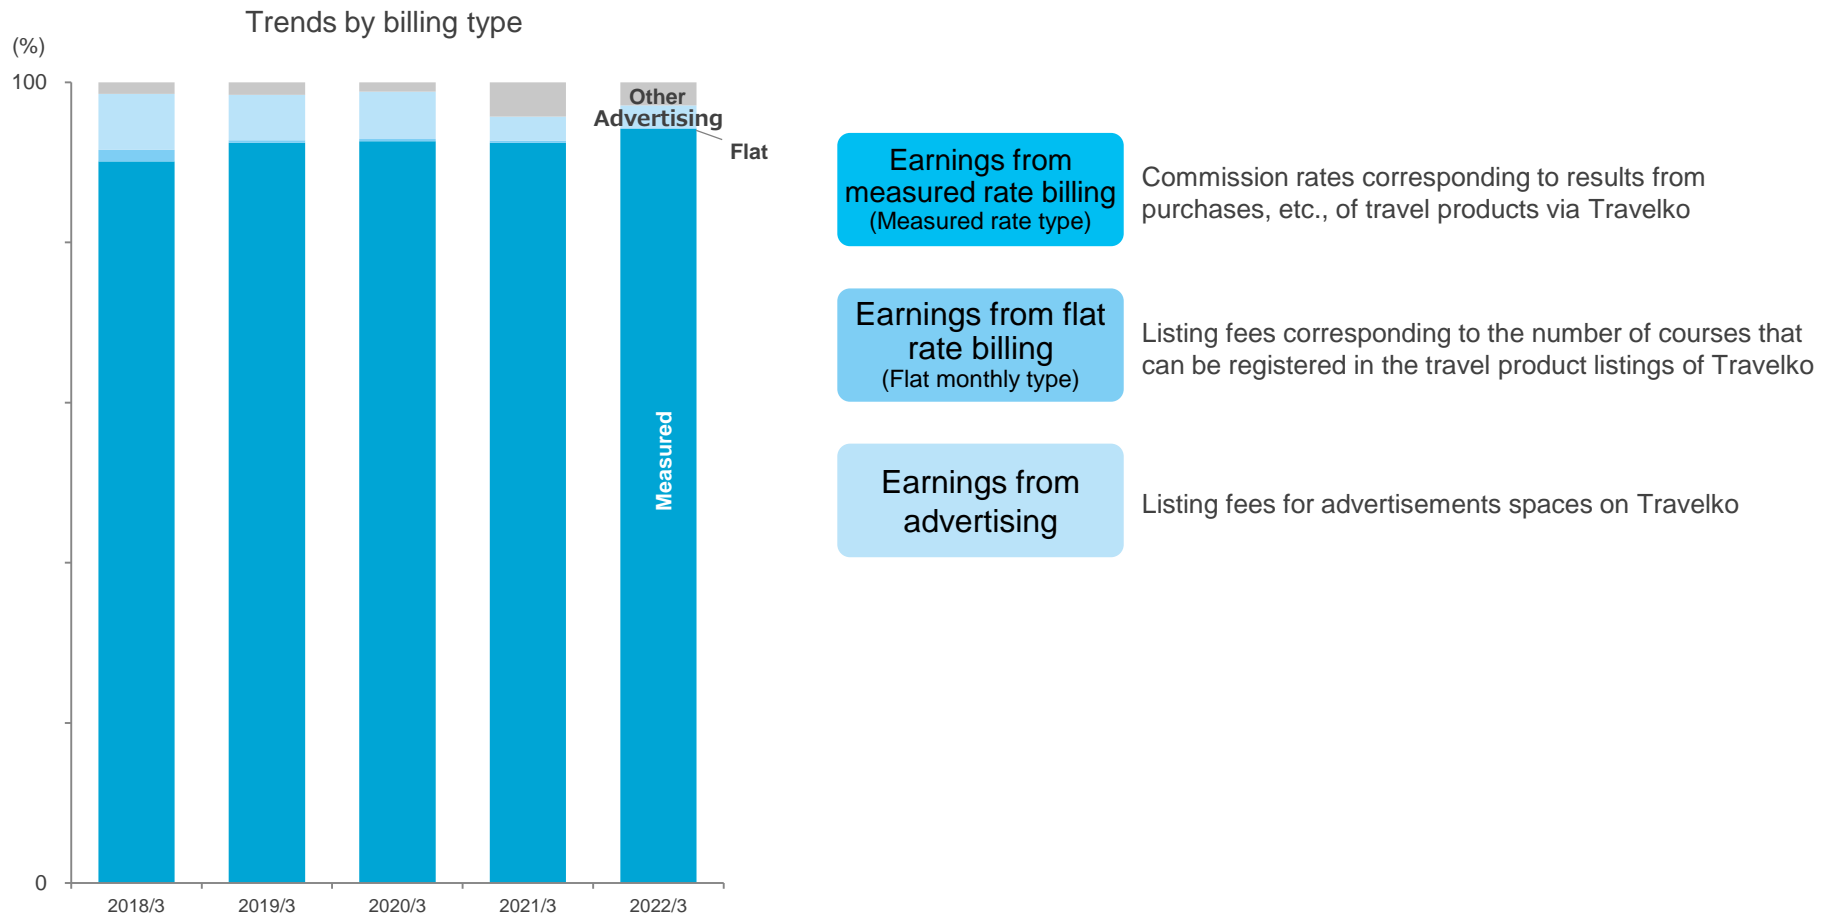 Trends by billing type
(%)
100
0
Other
Advertising
Flat
Measured
2018/3
2019/3
2020/3
2021/3
2022/3
Earnings from
measured rate billing
(Measured rate type)
Commission rates corresponding to results from
purchases, etc., of travel products via Travelko
Earnings from flat
rate billing
(Flat monthly type)
Listing fees corresponding to the number of courses that
can be registered in the travel product listings of Travelko
Earnings from
advertising
Listing fees for advertisements spaces on Travelko